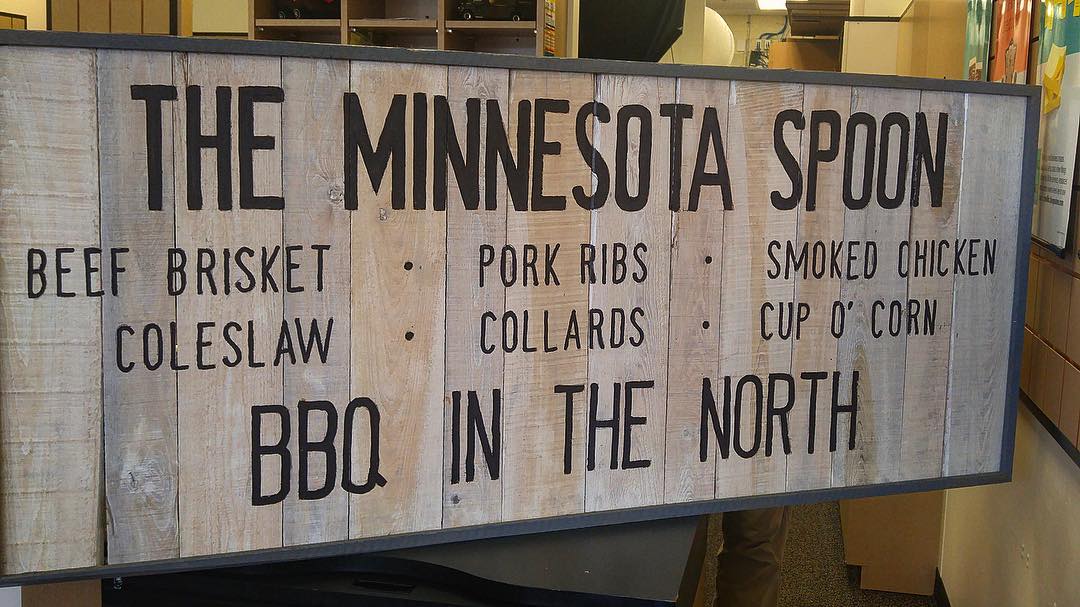 THE MINNESOTA SPOON
BEEF BRISKET • PORK RIBS • SMOKED CHICKEN
COLESLAW • COLLARDS • CUP O' CORN
BBQ IN THE NORTH